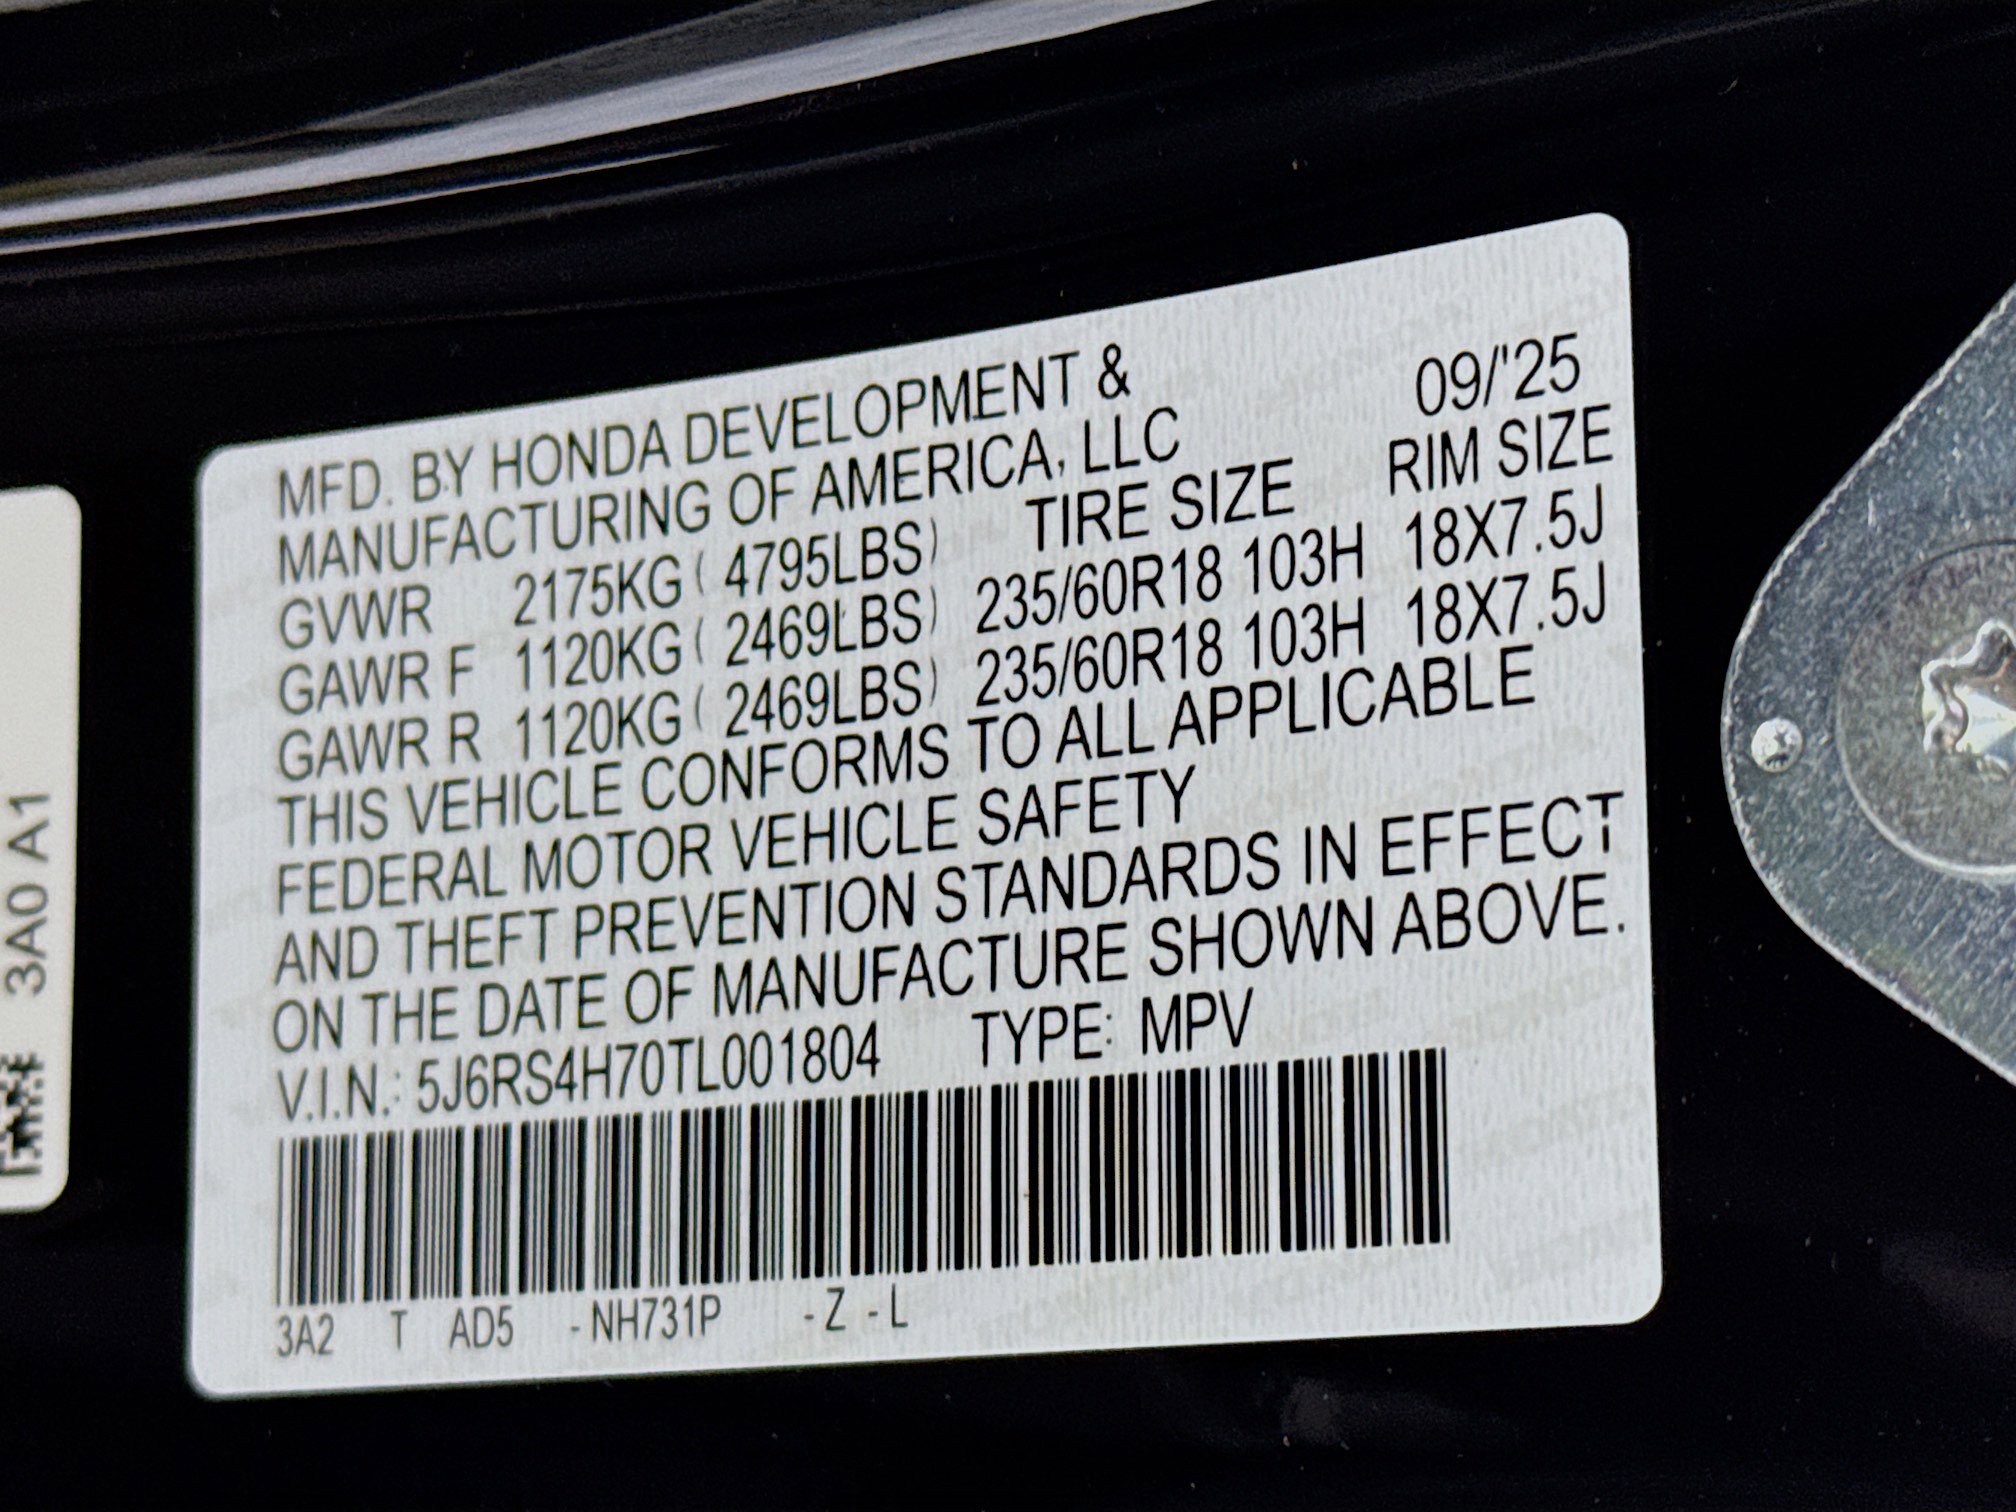 MFD. BY HONDA DEVELOPMENT & 09/'25
MANUFACTURING OF AMERICA, LLC
TIRE SIZE RIM SIZE
GVWR 2175KG ( 4795LBS)
GAWR F 1120KG ( 2469LBS) 235/60R18 103H 18X7.5J
GAWR R 1120KG ( 2469LBS) 235/60R18 103H 18X7.5J
THIS VEHICLE CONFORMS TO ALL APPLICABLE
FEDERAL MOTOR VEHICLE SAFETY
AND THEFT PREVENTION STANDARDS IN EFFECT
ON THE DATE OF MANUFACTURE SHOWN ABOVE.
V.I.N.: 5J6RS4H70TL001804 TYPE: MPV
3A2 T AD5 -NH731P -Z -L
3A0 A1